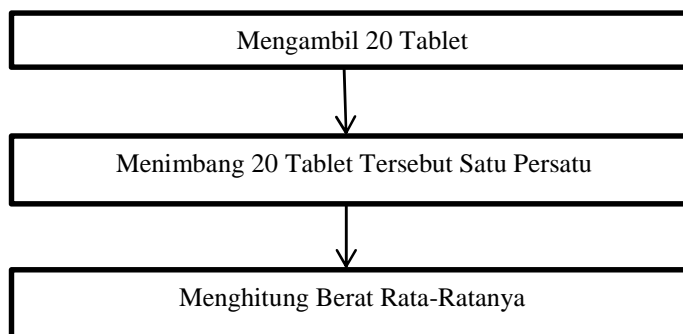 Mengambil 20 Tablet
Menimbang 20 Tablet Tersebut Satu Persatu
Menghitung Berat Rata-Ratanya